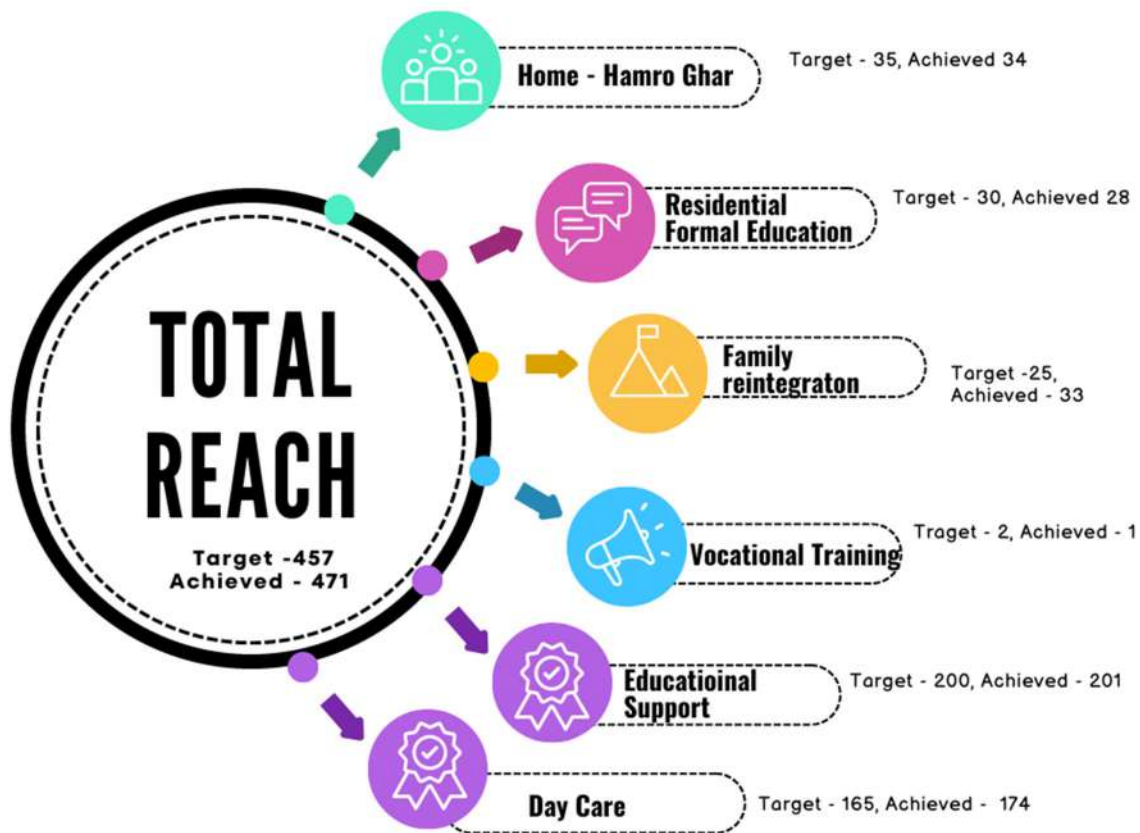 Home - Hamro Ghar
Target - 35, Achieved 34
Residential
Formal Education
Target - 30, Achieved 28
TOTAL
REACH
Target -457
Achieved - 471
Family
reintegraton
Target -25,
Achieved - 33
Vocational Training
Traget - 2, Achieved - 1
Educatioinal
Support
Target - 200, Achieved - 201
Day Care
Target - 165, Achieved - 174